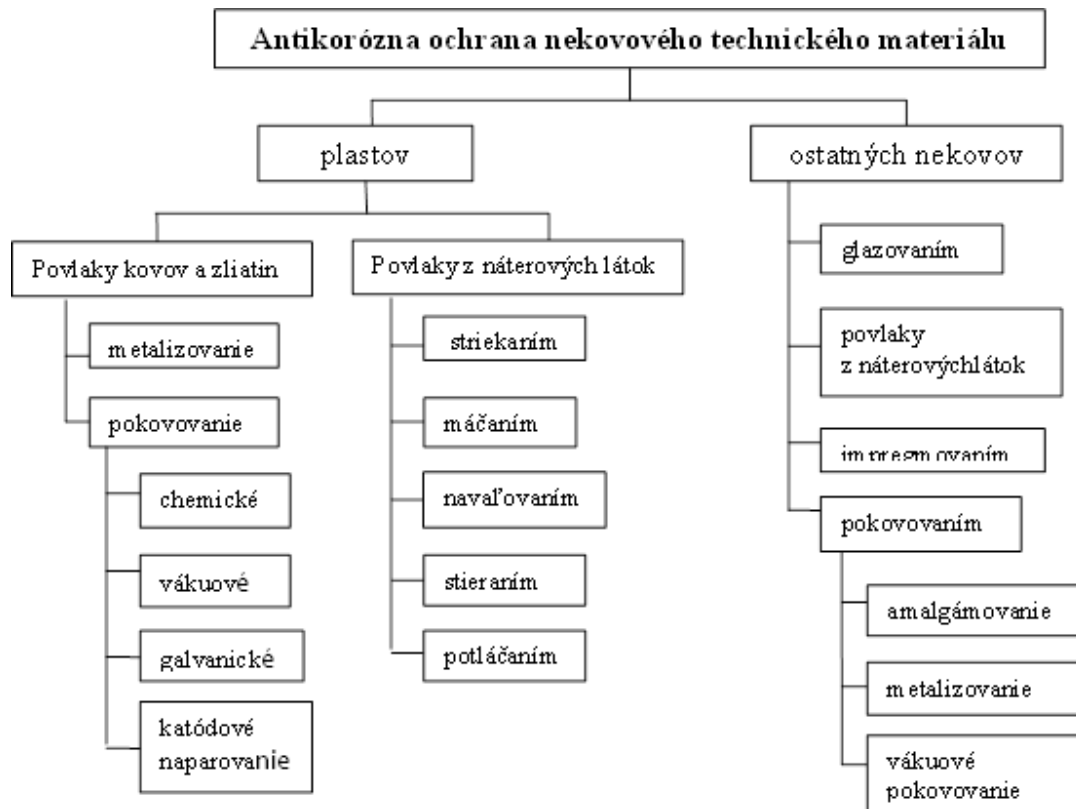 Antikorózna ochrana nekovového technického materiálu
plastov
ostatných nekovov
Povlaky kovov a zliatin
Povlaky z náterových látok
glazovaním
metalizovanie
striekaním
povlaky
z náterovýchlátok
pokovovanie
máčaním
impregmovaním
chemické
navaľovaním
pokovovaním
vákuové
stieraním
amalgámovanie
galvanické
potláčaním
metalizovanie
katódové
naparovanie
vákuové
pokovovanie